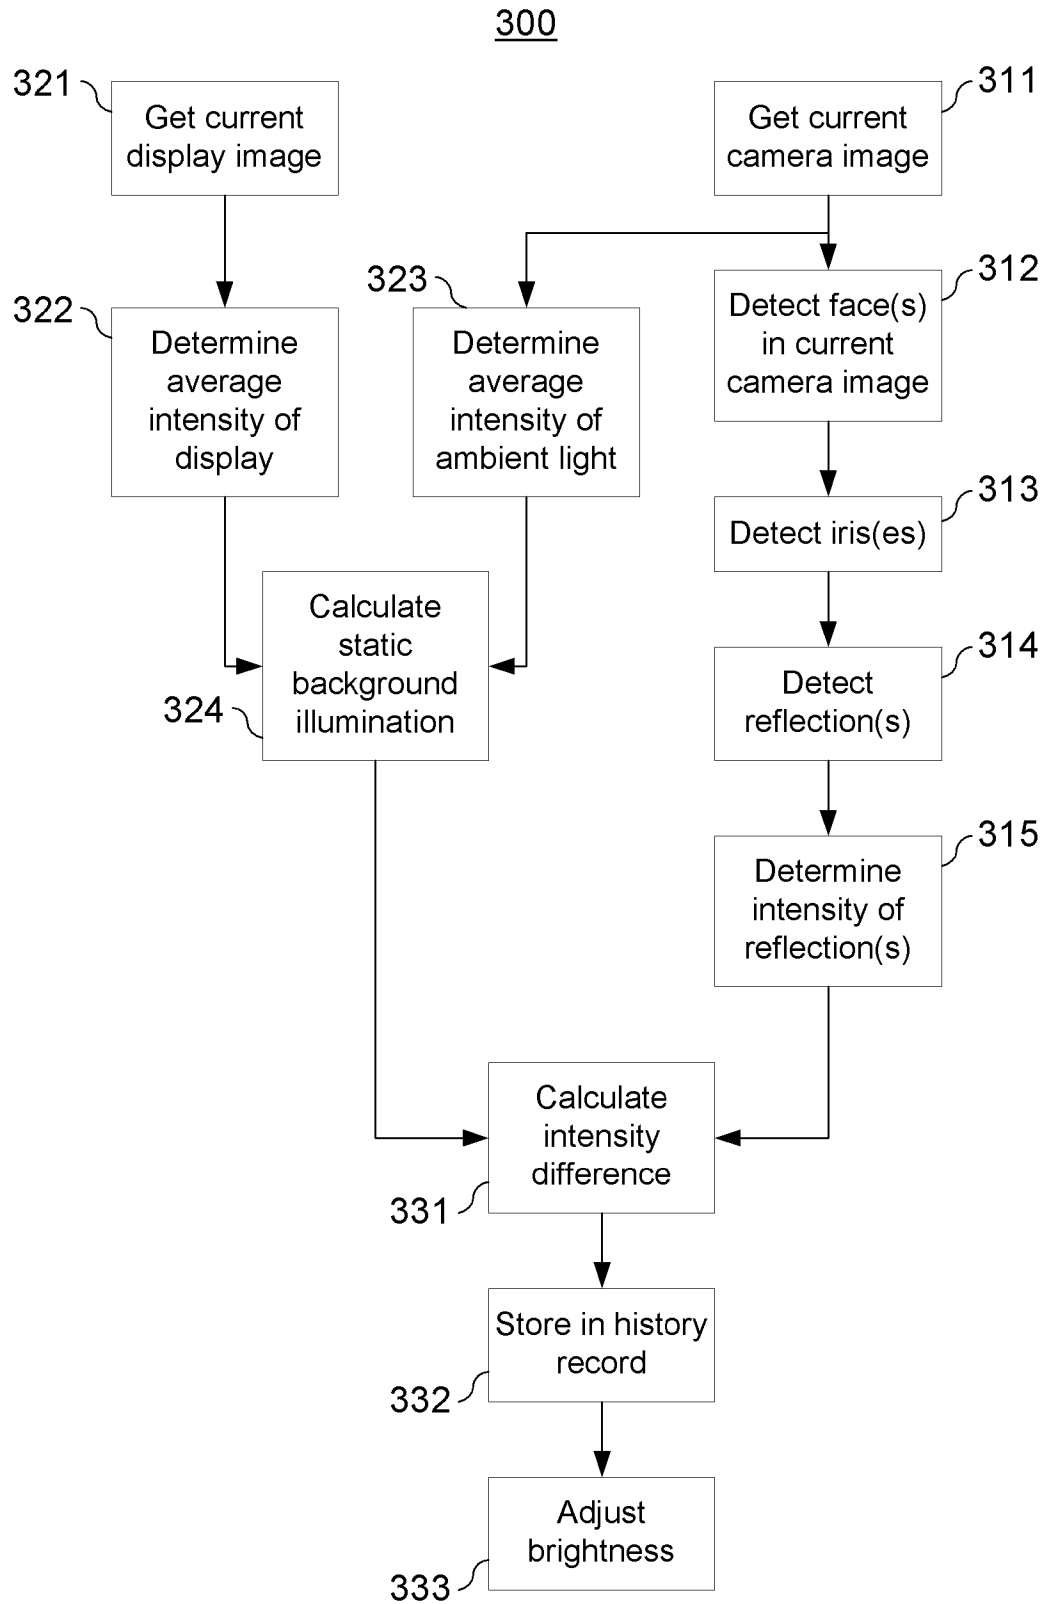 300
321
Get current
display image
311
Get current
camera image
322
Determine
average
intensity of
display
323
Determine
average
intensity of
ambient light
312
Detect face(s)
in current
camera image
313
Detect iris(es)
324
Calculate
static
background
illumination
314
Detect
reflection(s)
315
Determine
intensity of
reflection(s)
331
Calculate
intensity
difference
332
Store in history
record
333
Adjust
brightness